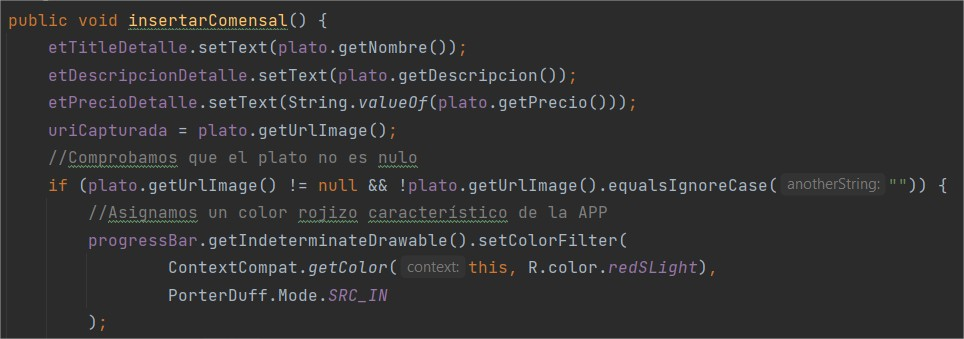 public void insertarComensal() {
etTitleDetalle.setText(plato.getNombre());
etDescripcionDetalle.setText(plato.getDescripcion());
etPrecioDetalle.setText(String.valueOf(plato.getPrecio()));
uriCapturada = plato.getUrlImage();
//Comprobamos que el plato no es nulo
if (plato.getUrlImage() != null && !plato.getUrlImage().equalsIgnoreCase( anotherString: "")) {
//Asignamos un color rojizo característico de la APP
progressBar.getIndeterminateDrawable().setColorFilter(
ContextCompat.getColor( context: this, R.color.redSLight),
PorterDuff.Mode.SRC_IN
);